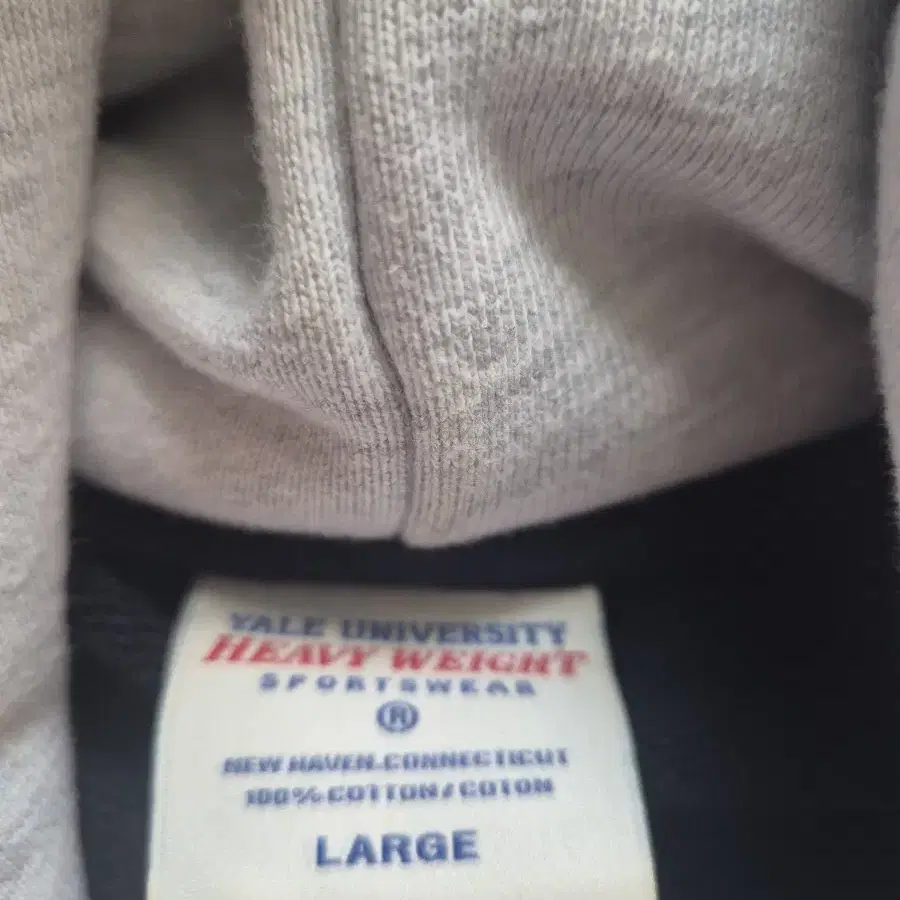 YALE UNIVERSITY
HEAVY WEIGHT
SPORTSWEAR
®
NEW HAVEN.CONNECTICUT
100%COTTON/COTON
LARGE